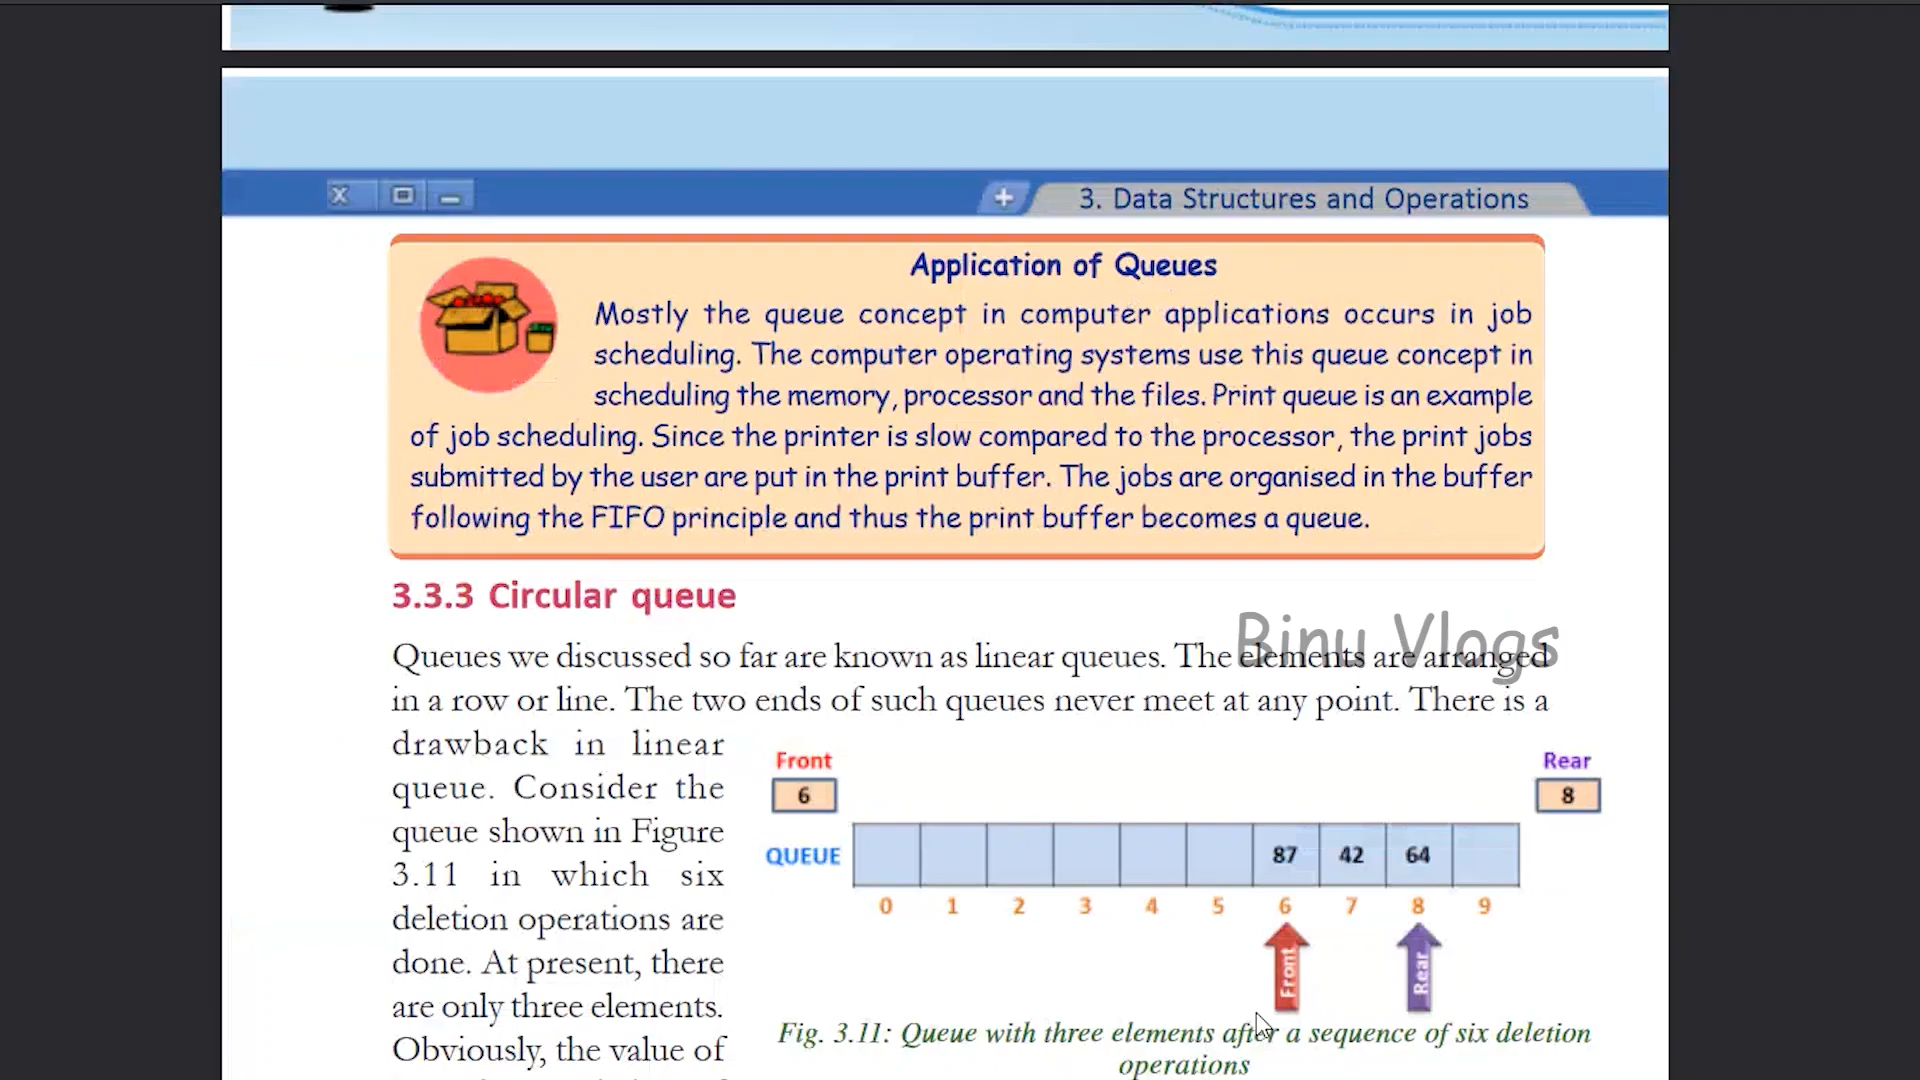 3. Data Structures and Operations
Application of Queues
Mostly the queue concept in computer applications occurs in job
scheduling. The computer operating systems use this queue concept in
scheduling the memory, processor and the files. Print queue is an example
of job scheduling. Since the printer is slow compared to the processor, the print jobs
submitted by the user are put in the print buffer. The jobs are organised in the buffer
following the FIFO principle and thus the print buffer becomes a queue.
3.3.3 Circular queue
Binu Vlogs
Queues we discussed so far are known as linear queues. The elements are arranged
in a row or line. The two ends of such queues never meet at any point. There is a
drawback in linear
queue. Consider the
queue shown in Figure
3.11 in which six
deletion operations are
done. At present, there
are only three elements.
Obviously, the value of
Front Rear
6 8
QUEUE 87 42 64
0 1 2 3 4 5 6 7 8 9
Front Rear
Fig. 3.11: Queue with three elements after a sequence of six deletion
operations